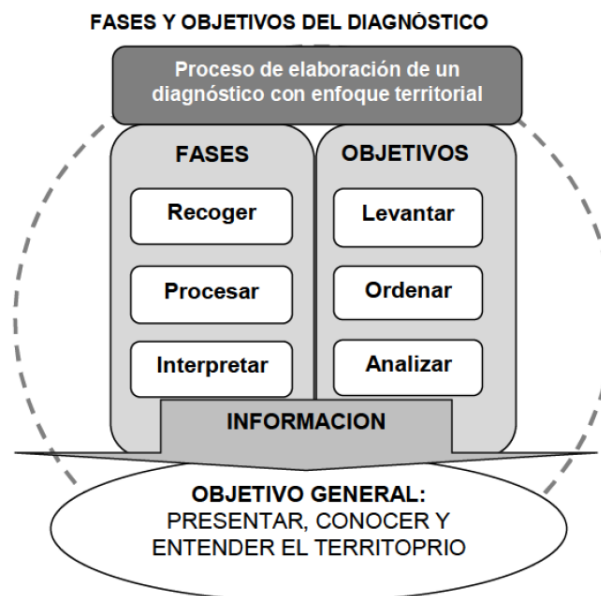 FASES Y OBJETIVOS DEL DIAGNÓSTICO
Proceso de elaboración de un
diagnóstico con enfoque territorial
FASES
OBJETIVOS
Recoger
Levantar
Procesar
Ordenar
Interpretar
Analizar
INFORMACION
OBJETIVO GENERAL:
PRESENTAR, CONOCER Y
ENTENDER EL TERRITOPRIO